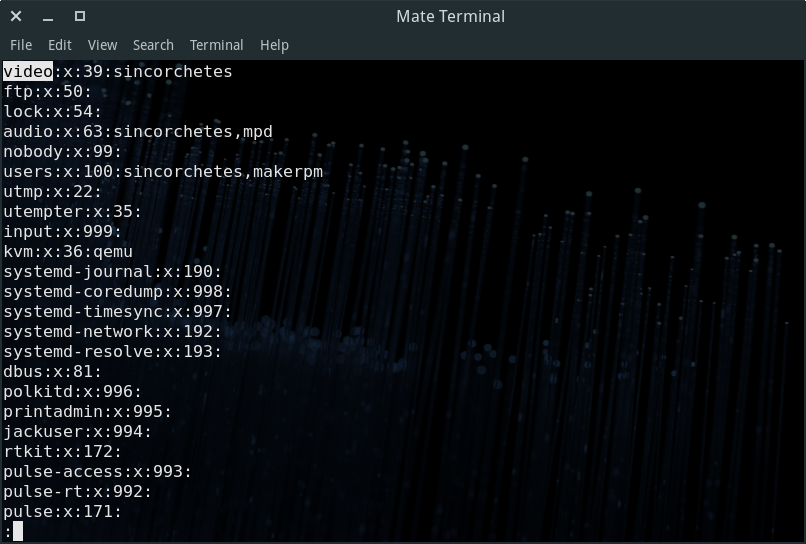 Mate Terminal
File Edit View Search Terminal Help
video:x:39:sincorchetes
ftp:x:50:
lock:x:54:
audio:x:63:sincorchetes,mpd
nobody:x:99:
users:x:100:sincorchetes,makerpm
utmp:x:22:
utempter:x:35:
input:x:999:
kvm:x:36:qemu
systemd-journal:x:190:
systemd-coredump:x:998:
systemd-timesync:x:997:
systemd-network:x:192:
systemd-resolve:x:193:
dbus:x:81:
polkitd:x:996:
printadmin:x:995:
jackuser:x:994:
rtkit:x:172:
pulse-access:x:993:
pulse-rt:x:992:
pulse:x:171:
: